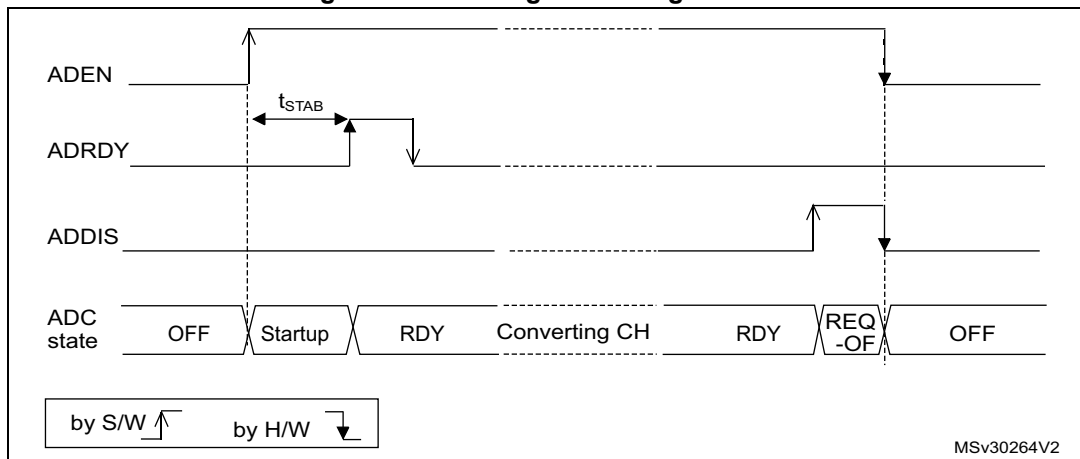 ADEN
tSTAB
ADRDY
ADDIS
ADC
state
OFF
Startup
RDY
Converting CH
RDY
REQ
-OF
OFF
by S/W
by H/W
MSv30264V2